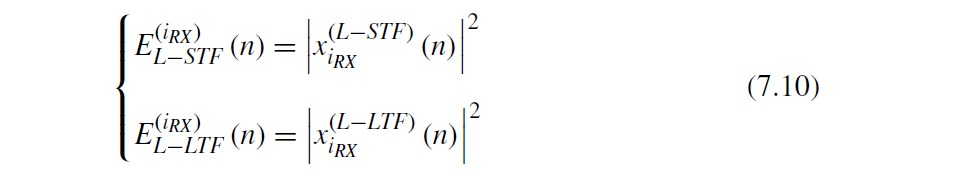 E_{L-STF}^{(i_{RX})}(n) = |x_{i_{RX}}^{(L-STF)}(n)|^2
(7.10)
E_{L-LTF}^{(i_{RX})}(n) = |x_{i_{RX}}^{(L-LTF)}(n)|^2